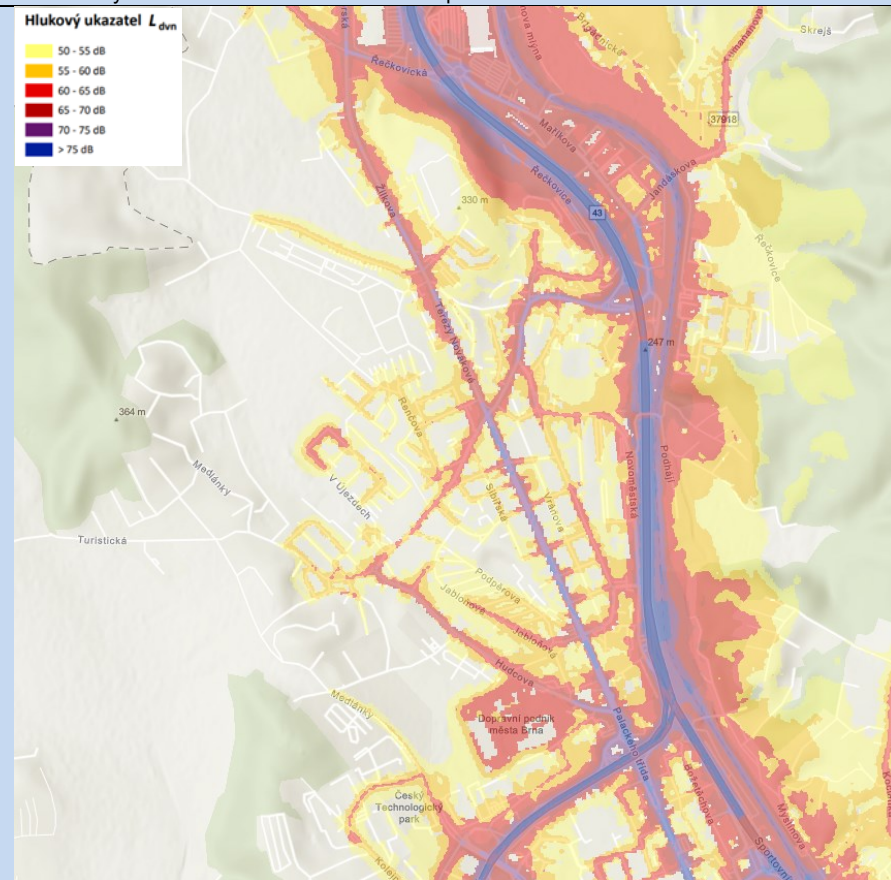 Hlukový ukazatel L dvn
50 - 55 dB
55 - 60 dB
60 - 65 dB
65 - 70 dB
70 - 75 dB
> 75 dB
Skrejš
Řečkovická
37918
Maříkova
Jandáskova
Řečkovice
Žilkova
330 m
43
Řečkovice
Terezy Novákové
247 m
364 m
Renčova
Medlánky
V Újezdech
Sibiřská
Vránova
Novoměstská
Podhájí
Turistická
Podpěrova
Jabloňová
Jabloňová
Hudcova
Medlánky
Dopravní podnik
města Brna
Palackého třída
Božetěchova
Myslínova
Český
Technologický
park
Sportovní